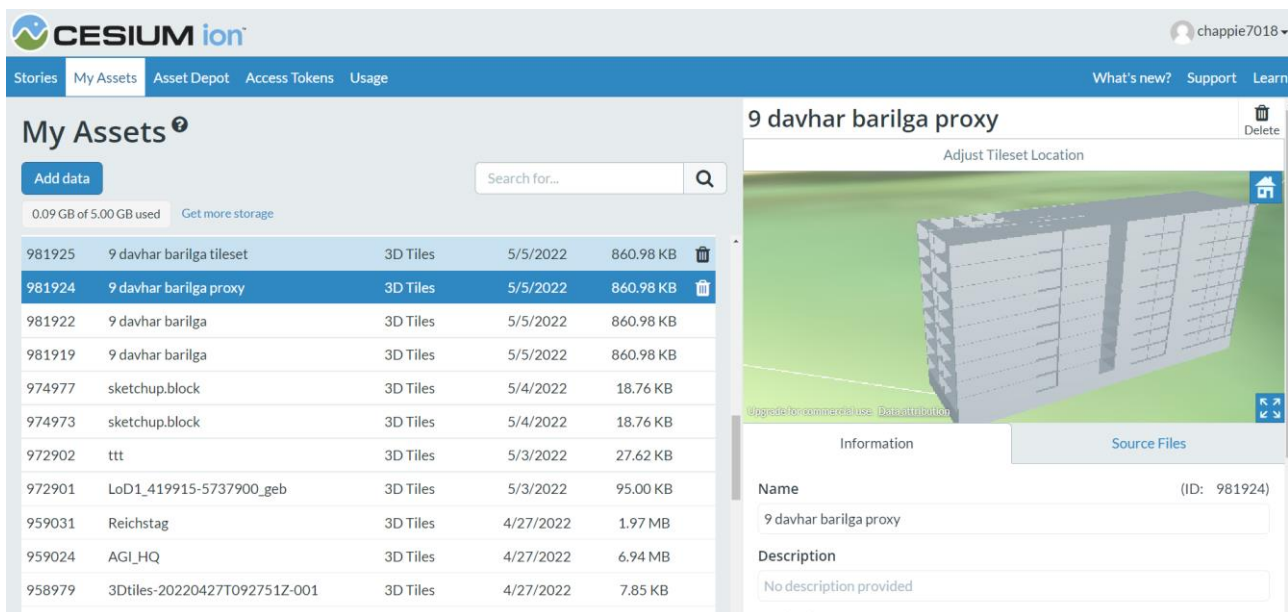 CESIUM ion
chappie7018
Stories My Assets Asset Depot Access Tokens Usage What's new? Support Learn
My Assets
Add data
Search for...
0.09 GB of 5.00 GB used Get more storage
981925 9 davhar barilga tileset 3D Tiles 5/5/2022 860.98 KB
981924 9 davhar barilga proxy 3D Tiles 5/5/2022 860.98 KB
981922 9 davhar barilga 3D Tiles 5/5/2022 860.98 KB
981919 9 davhar barilga 3D Tiles 5/5/2022 860.98 KB
974977 sketchup.block 3D Tiles 5/4/2022 18.76 KB
974973 sketchup.block 3D Tiles 5/4/2022 18.76 KB
972902 ttt 3D Tiles 5/3/2022 27.62 KB
972901 LoD1_419915-5737900_geb 3D Tiles 5/3/2022 95.00 KB
959031 Reichstag 3D Tiles 4/27/2022 1.97 MB
959024 AGI_HQ 3D Tiles 4/27/2022 6.94 MB
958979 3Dtiles-20220427T092751Z-001 3D Tiles 4/27/2022 7.85 KB
9 davhar barilga proxy
Delete
Adjust Tileset Location
Upgrade for commercial use. Data attribution
Information Source Files
Name (ID: 981924)
9 davhar barilga proxy
Description
No description provided